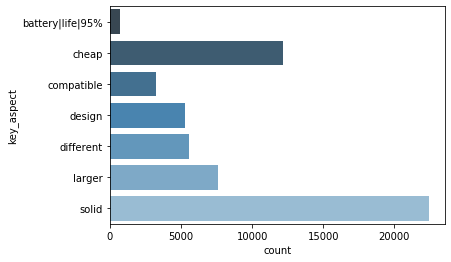 battery|life|95%
cheap
compatible
design
different
larger
solid
key_aspect
0 5000 10000 15000 20000
count